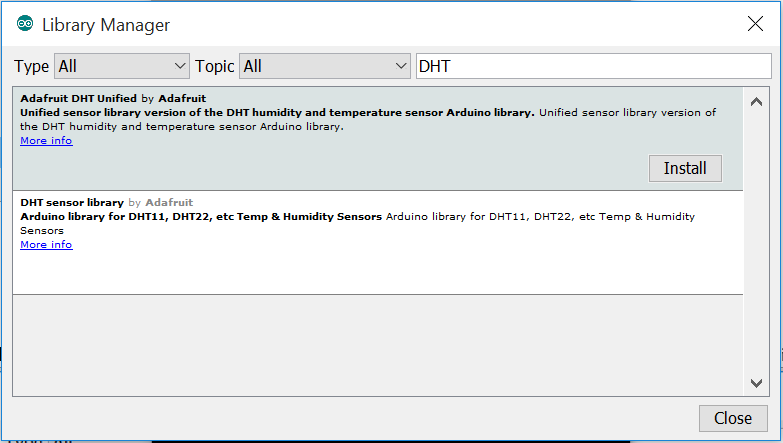 Library Manager
Type All Topic All DHT
Adafruit DHT Unified by Adafruit
Unified sensor library version of the DHT humidity and temperature sensor Arduino library. Unified sensor library version of
the DHT humidity and temperature sensor Arduino library.
More info
Install
DHT sensor library by Adafruit
Arduino library for DHT11, DHT22, etc Temp & Humidity Sensors Arduino library for DHT11, DHT22, etc Temp & Humidity
Sensors
More info
Close